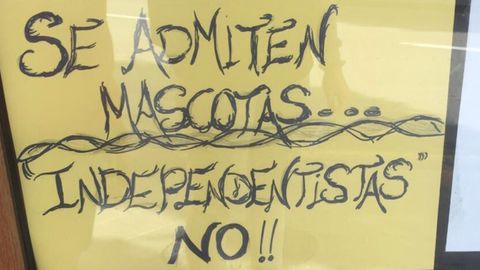 SE ADMITEN
MASCOTAS....
"INDEPENDENTISTAS"
NO!!